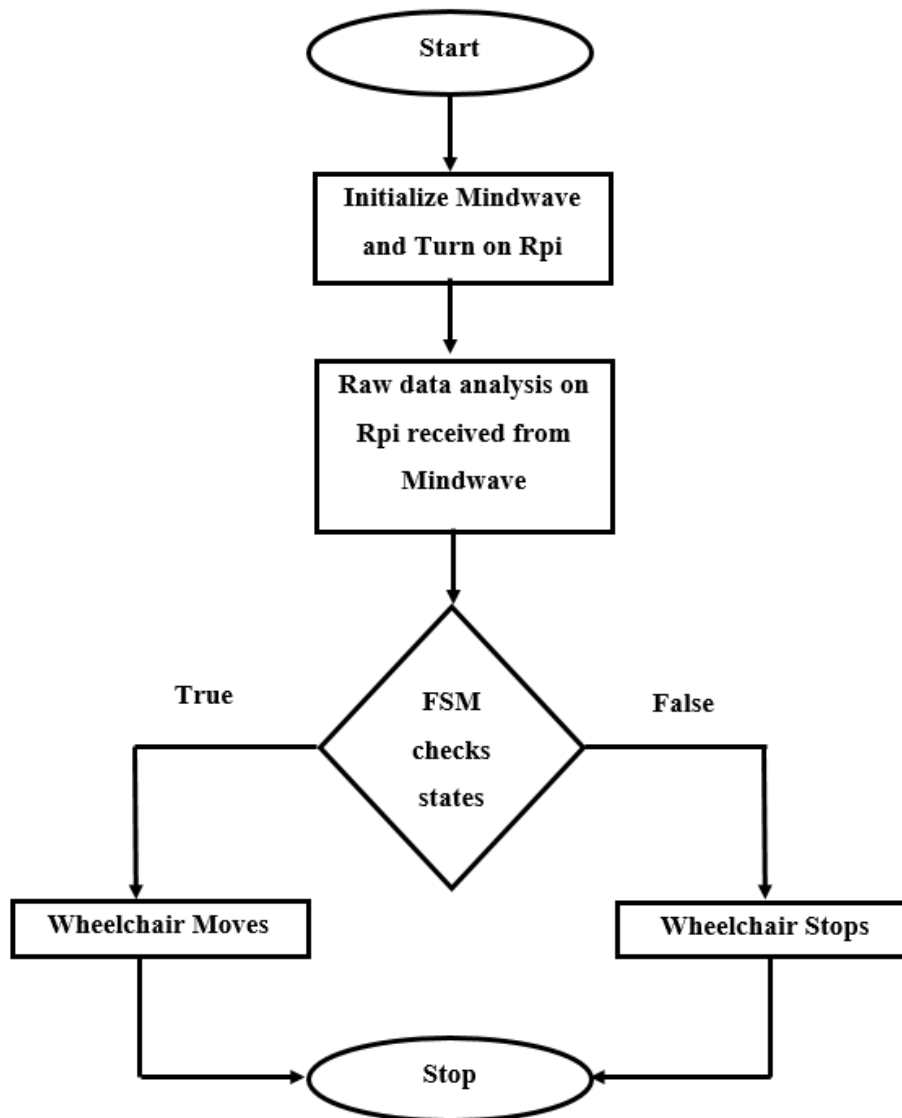 Start
Initialize Mindwave
and Turn on Rpi
Raw data analysis on
Rpi received from
Mindwave
True
FSM
checks
states
False
Wheelchair Moves
Wheelchair Stops
Stop